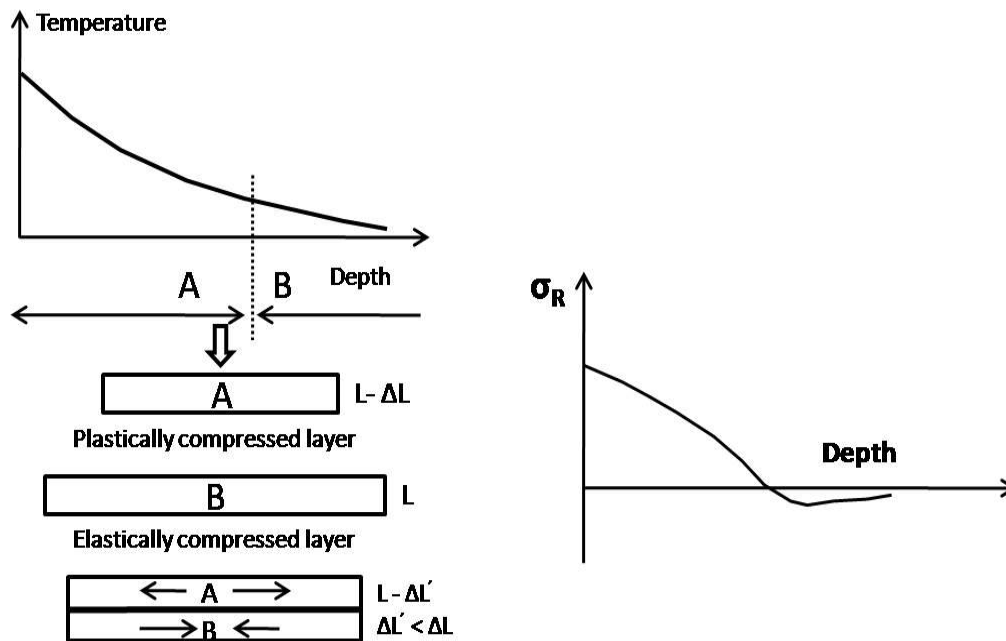 Temperature
A
B
Depth
A
L- ΔL
Plastically compressed layer
B
L
Elastically compressed layer
A
L - ΔL′
B
ΔL′ < ΔL
σR
Depth